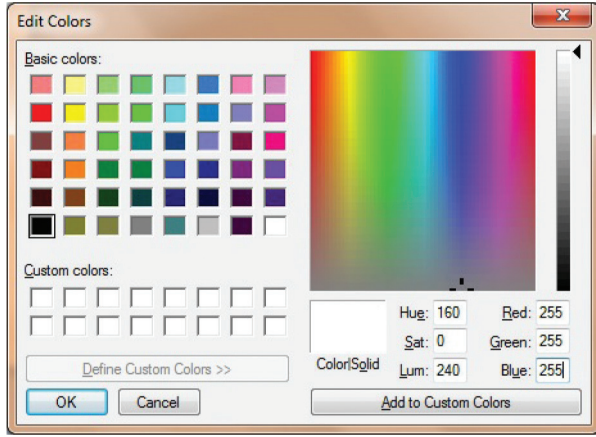 Edit Colors
Basic colors:
Custom colors:
Define Custom Colors >>
OK Cancel
Color|Solid
Hue: 160 Red: 255
Sat: 0 Green: 255
Lum: 240 Blue: 255
Add to Custom Colors